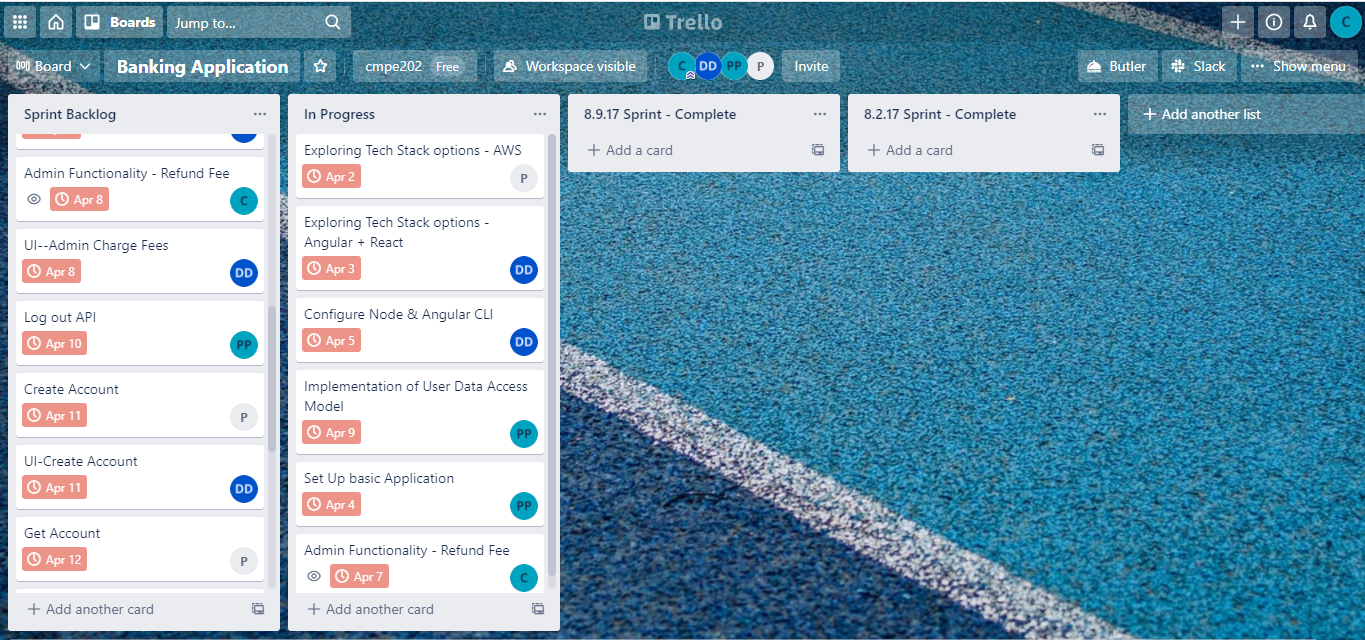 Boards
Jump to...
Trello
C
Board
Banking Application
cmpe202 Free
Workspace visible
C DD PP P
Invite
Butler
Slack
Show menu
Sprint Backlog
Admin Functionality - Refund Fee
Apr 8
C
UI--Admin Charge Fees
Apr 8
DD
Log out API
Apr 10
PP
Create Account
Apr 11
P
UI-Create Account
Apr 11
DD
Get Account
Apr 12
P
+ Add another card
In Progress
Exploring Tech Stack options - AWS
Apr 2
P
Exploring Tech Stack options -
Angular + React
Apr 3
DD
Configure Node & Angular CLI
Apr 5
DD
Implementation of User Data Access
Model
Apr 9
PP
Set Up basic Application
Apr 4
PP
Admin Functionality - Refund Fee
Apr 7
C
+ Add another card
8.9.17 Sprint - Complete
+ Add a card
8.2.17 Sprint - Complete
+ Add a card
+ Add another list